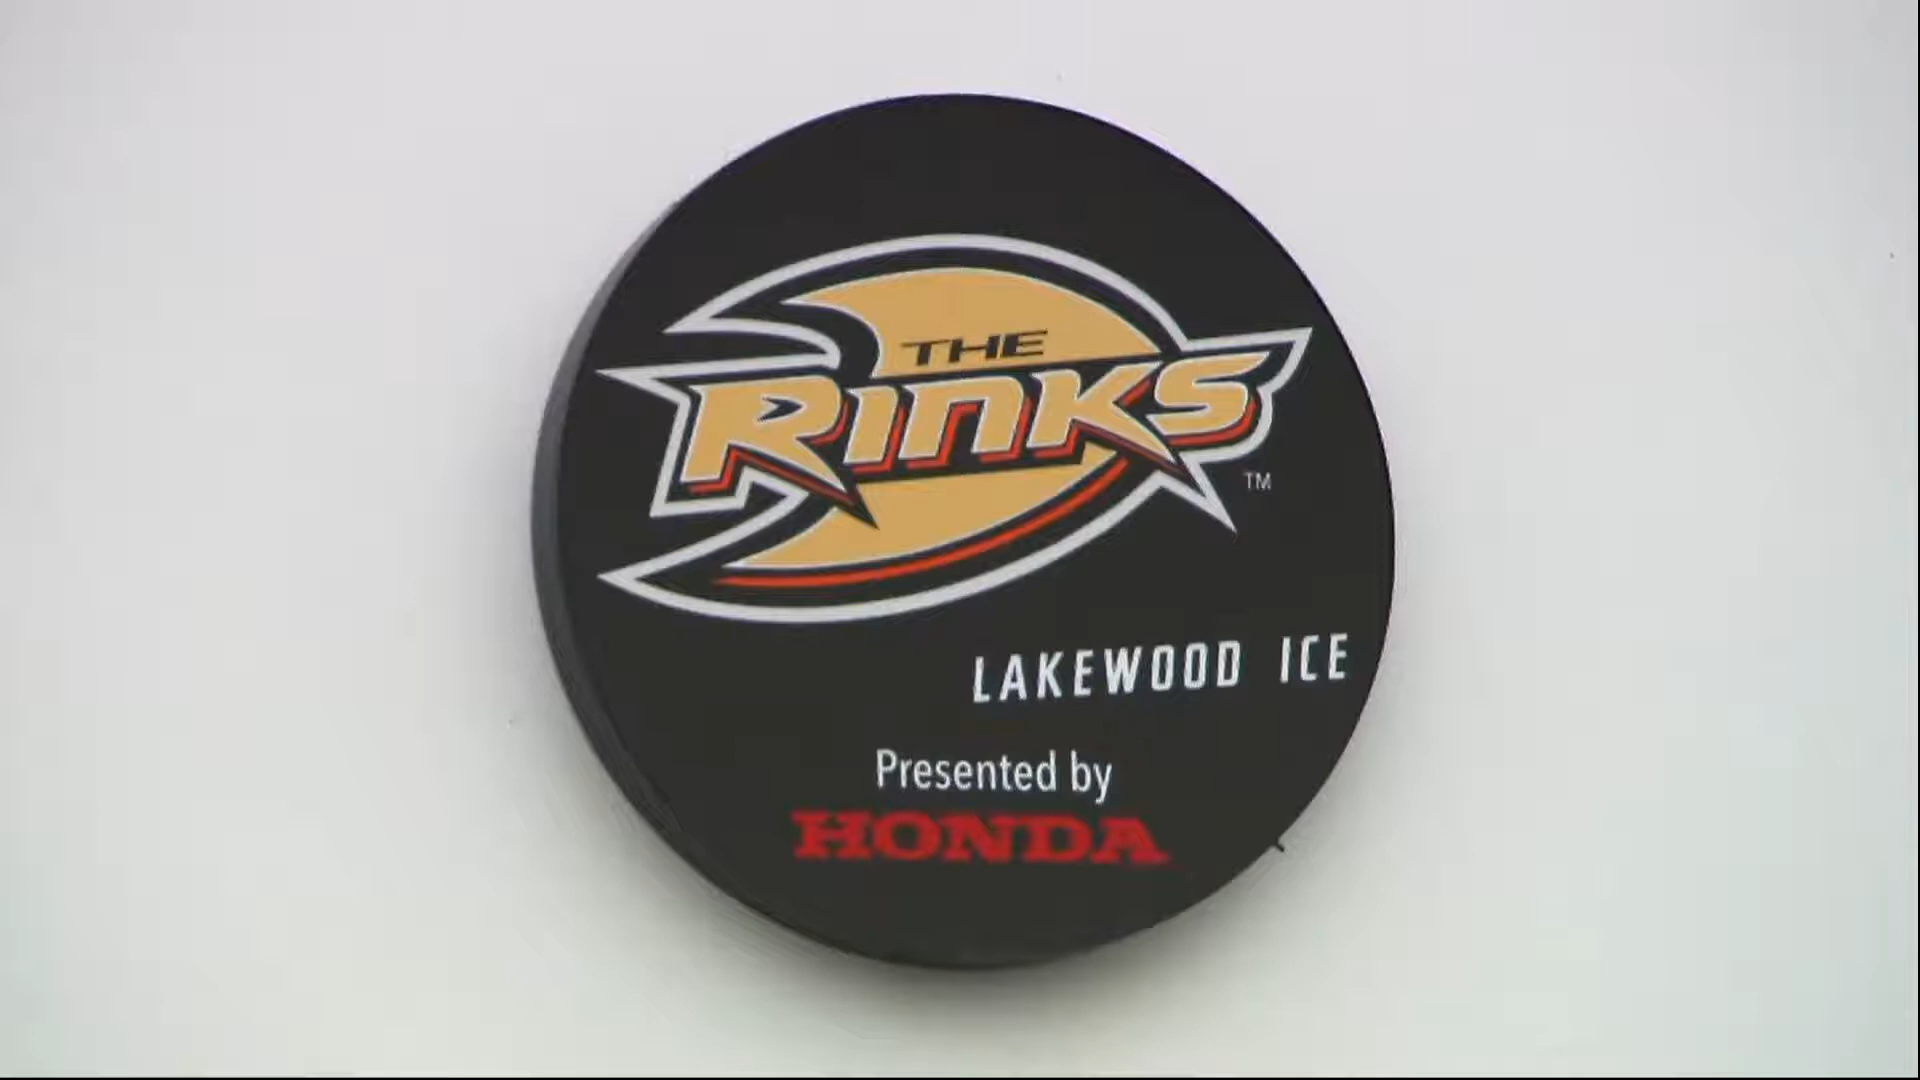 THE
RINKS
TM
LAKEWOOD ICE
Presented by
HONDA